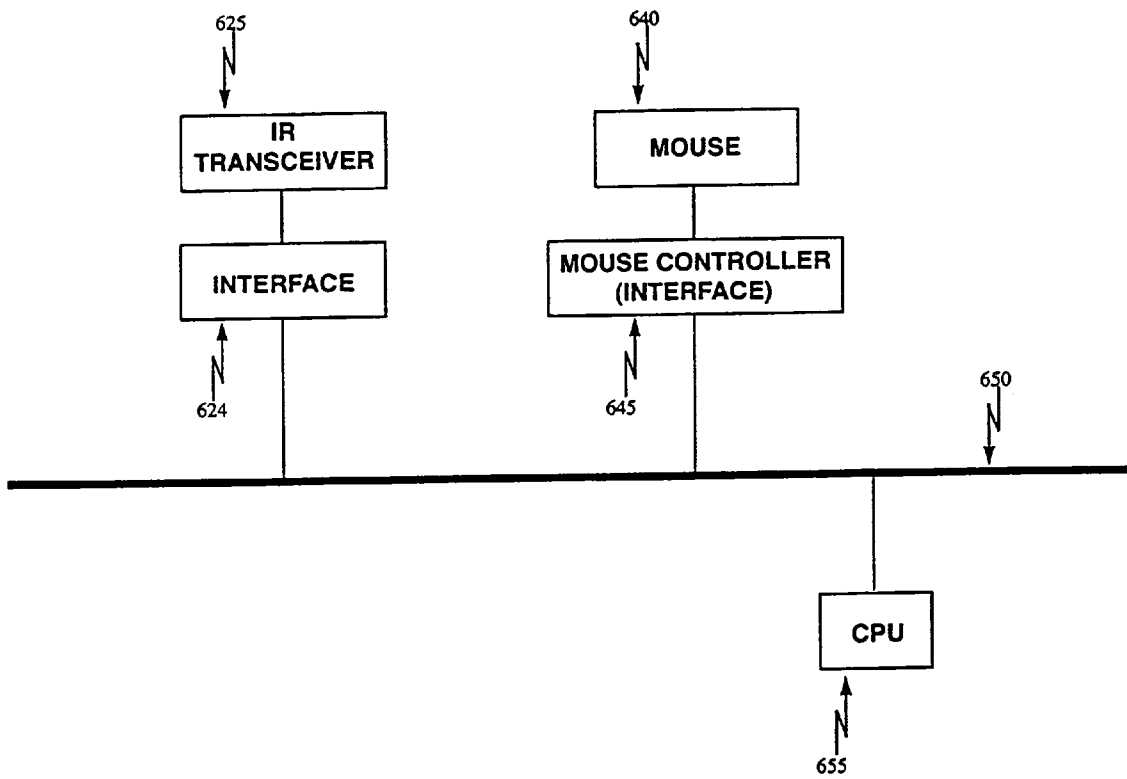 625
640
IR
TRANSCEIVER
MOUSE
INTERFACE
MOUSE CONTROLLER
(INTERFACE)
624
645
650
CPU
655